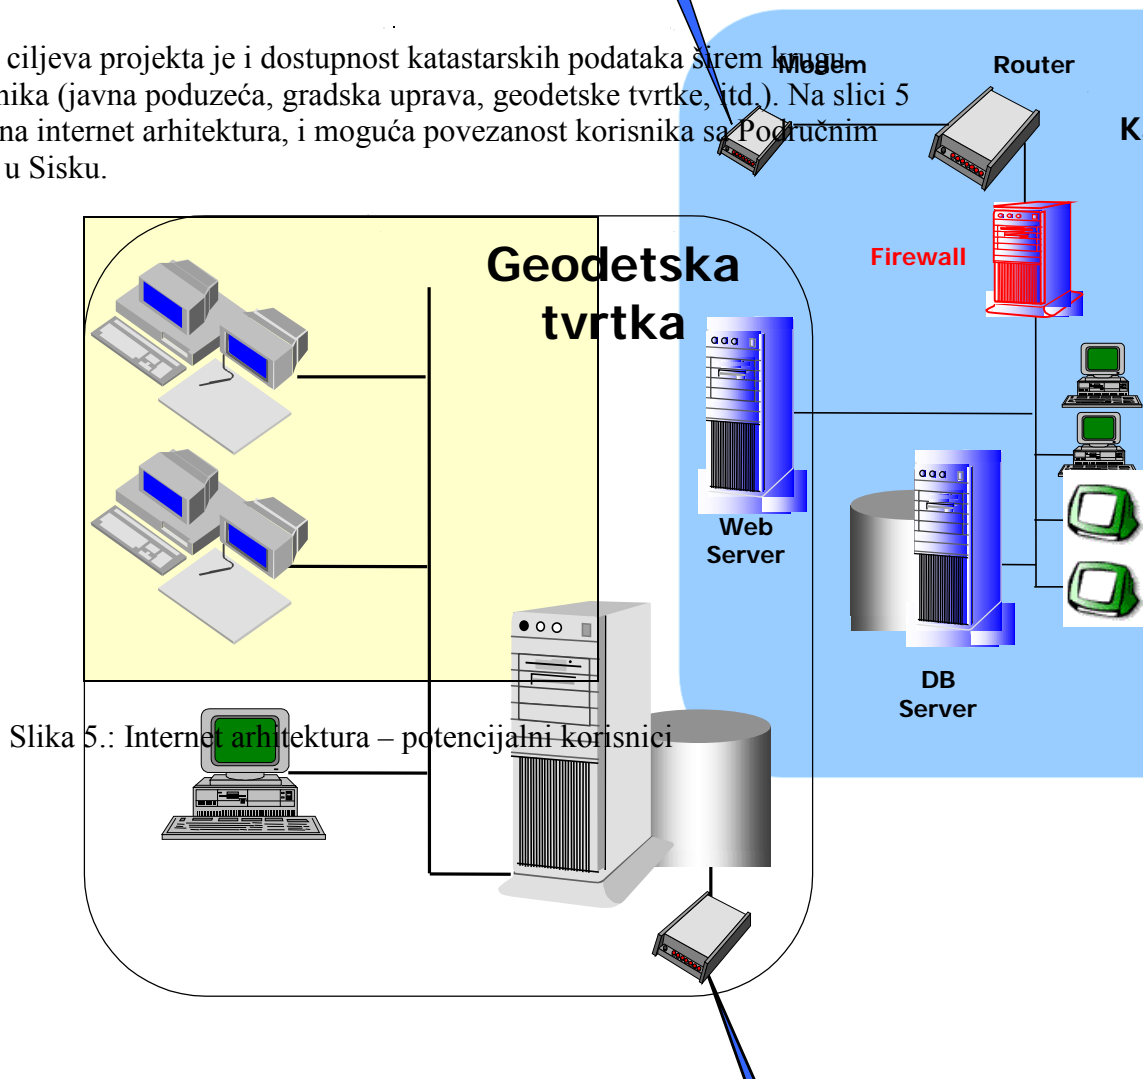 ciljeva projekta je i dostupnost katastarskih podataka širem krugu
nika (javna poduzeća, gradska uprava, geodetske tvrtke, itd.). Na slici 5
na internet arhitektura, i moguća povezanost korisnika sa Područnim
u Sisku.
Modem
Router
K
Firewall
Geodetska
tvrtka
Web
Server
DB
Server
Slika 5.: Internet arhitektura – potencijalni korisnici